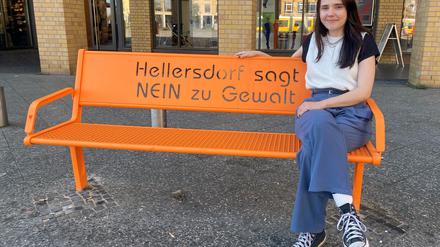 Hellersdorf sagt
NEIN zu Gewalt